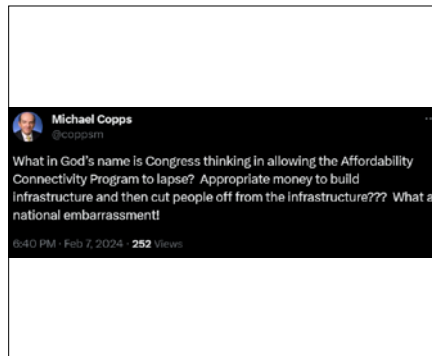 Michael Copps
@coppsm
What in God's name is Congress thinking in allowing the Affordability
Connectivity Program to lapse? Appropriate money to build
infrastructure and then cut people off from the infrastructure??? What a
national embarrassment!
6:40 PM · Feb 7, 2024 · 252 Views